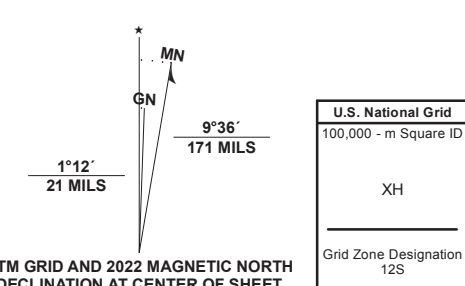 ★
MN
GN
9°36´
171 MILS
1°12´
21 MILS
TM GRID AND 2022 MAGNETIC NORTH
DECLINATION AT CENTER OF SHEET
U.S. National Grid
100,000 - m Square ID
XH
Grid Zone Designation
12S